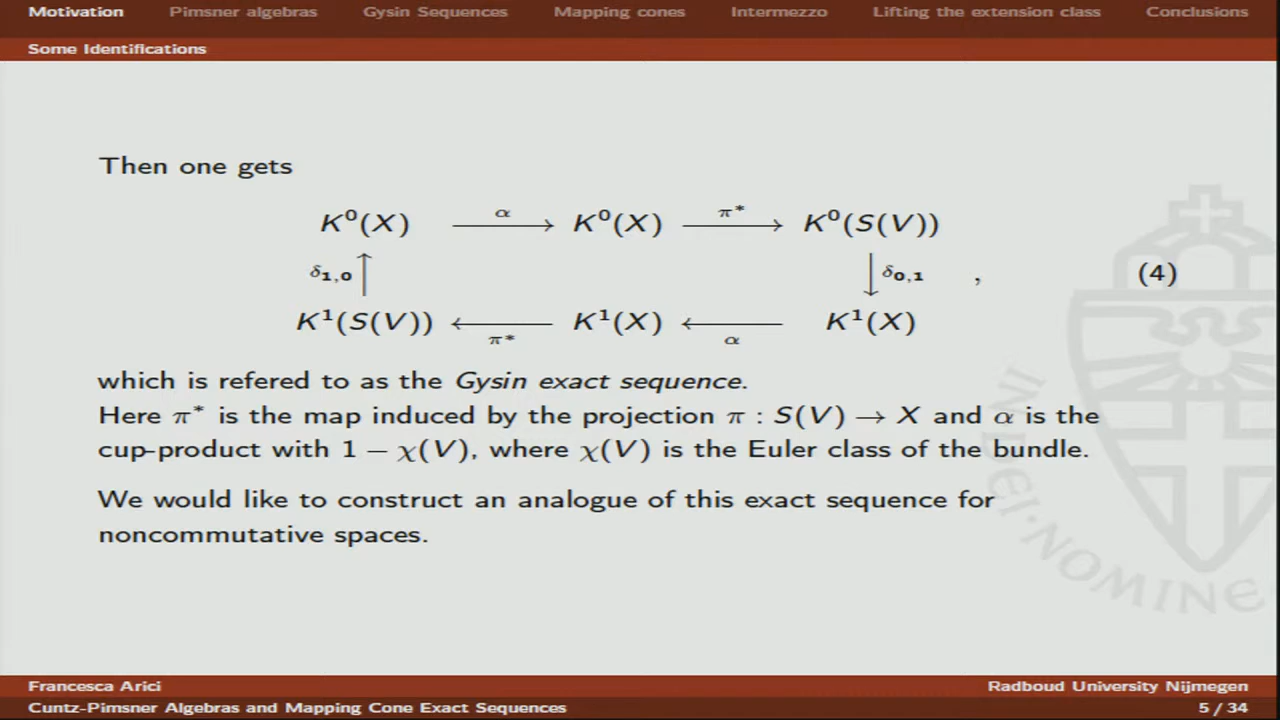 Motivation Pimsner algebras Gysin Sequences Mapping cones Intermezzo Lifting the extension class Conclusions
Some Identifications
Then one gets
K⁰(X) α K⁰(X) π* K⁰(S(V))
δ₁,₀ δ₀,₁ , (4)
K¹(S(V)) π* K¹(X) α K¹(X)
which is refered to as the Gysin exact sequence.
Here π* is the map induced by the projection π : S(V) → X and α is the
cup-product with 1 − χ(V), where χ(V) is the Euler class of the bundle.
We would like to construct an analogue of this exact sequence for
noncommutative spaces.
Francesca Arici Radboud University Nijmegen
Cuntz-Pimsner Algebras and Mapping Cone Exact Sequences 5 / 34